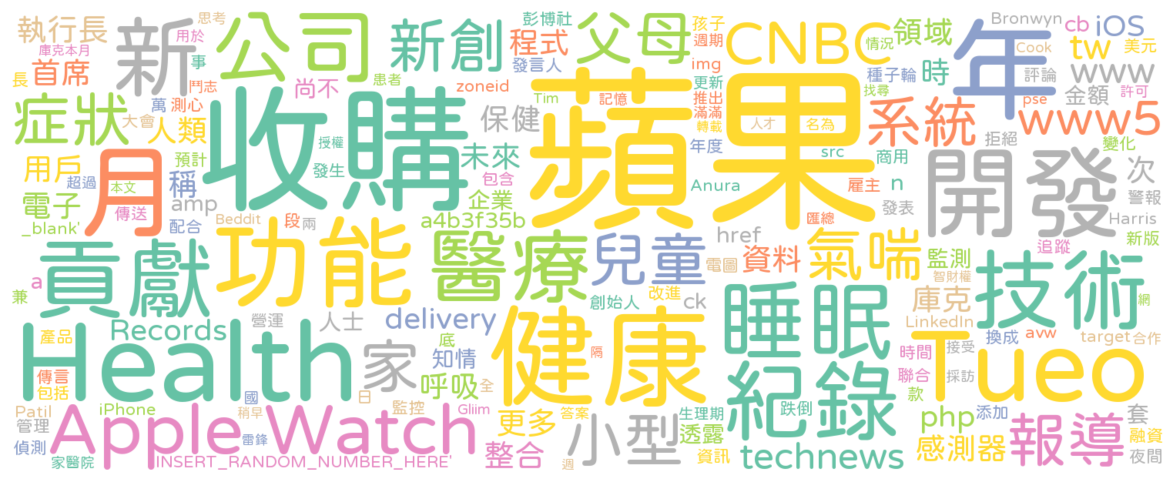 執行長
思考
用於
庫克本月
長
首席
鬥志
事
患者
新
公司
尚不
萬
測心
大會
人類
症狀
新創
彭博社
程式
發言人
zoneid
Tim
父母
孩子
週期
img
更新
推出
滿滿
轉載
記憶
CNBC
情況
領域
種子輪
找尋
時
Bronwyn
cb
iOS
Cook
tw
美元
年
評論
www
pse
金額
許可
www5
系統
拒絕
變化
人才
名為
src
商用
雇主
n
發表
匯總
年度
Anura
蘋果
收購
保健
未來
包含
企業
a4b3f35b
授權
發生
月
用戶
超過
預計
稱
本文
電子
傳送
amp
_blank'
配合
Beddit
段
兩
開發
次
警報
Harris
新版
追蹤
貢獻
功能
醫療
兒童
href
電圖
資料
氣喘
監測
智財權
技術
網
兼
a
產品
Records
營運
人士
delivery
創始人
改進
ck
庫克
LinkedIn
換成
avw
target
合作
睡眠
Health
家
底
知情
健康
隔
時間
接受
Tueo
傳言
包括
國
日
呼吸
全
紀錄
聯合
採訪
款
Patil
管理
iPhone
稍早
監控
Gliim
更多
答案
小型
生理期
跌倒
php
添加
套
融資
偵測
Apple Watch
雷鋒
透露
感測器
報導
夜間
家醫院
INSERT_RANDOM_NUMBER_HERE'
整合
週
資訊
technews